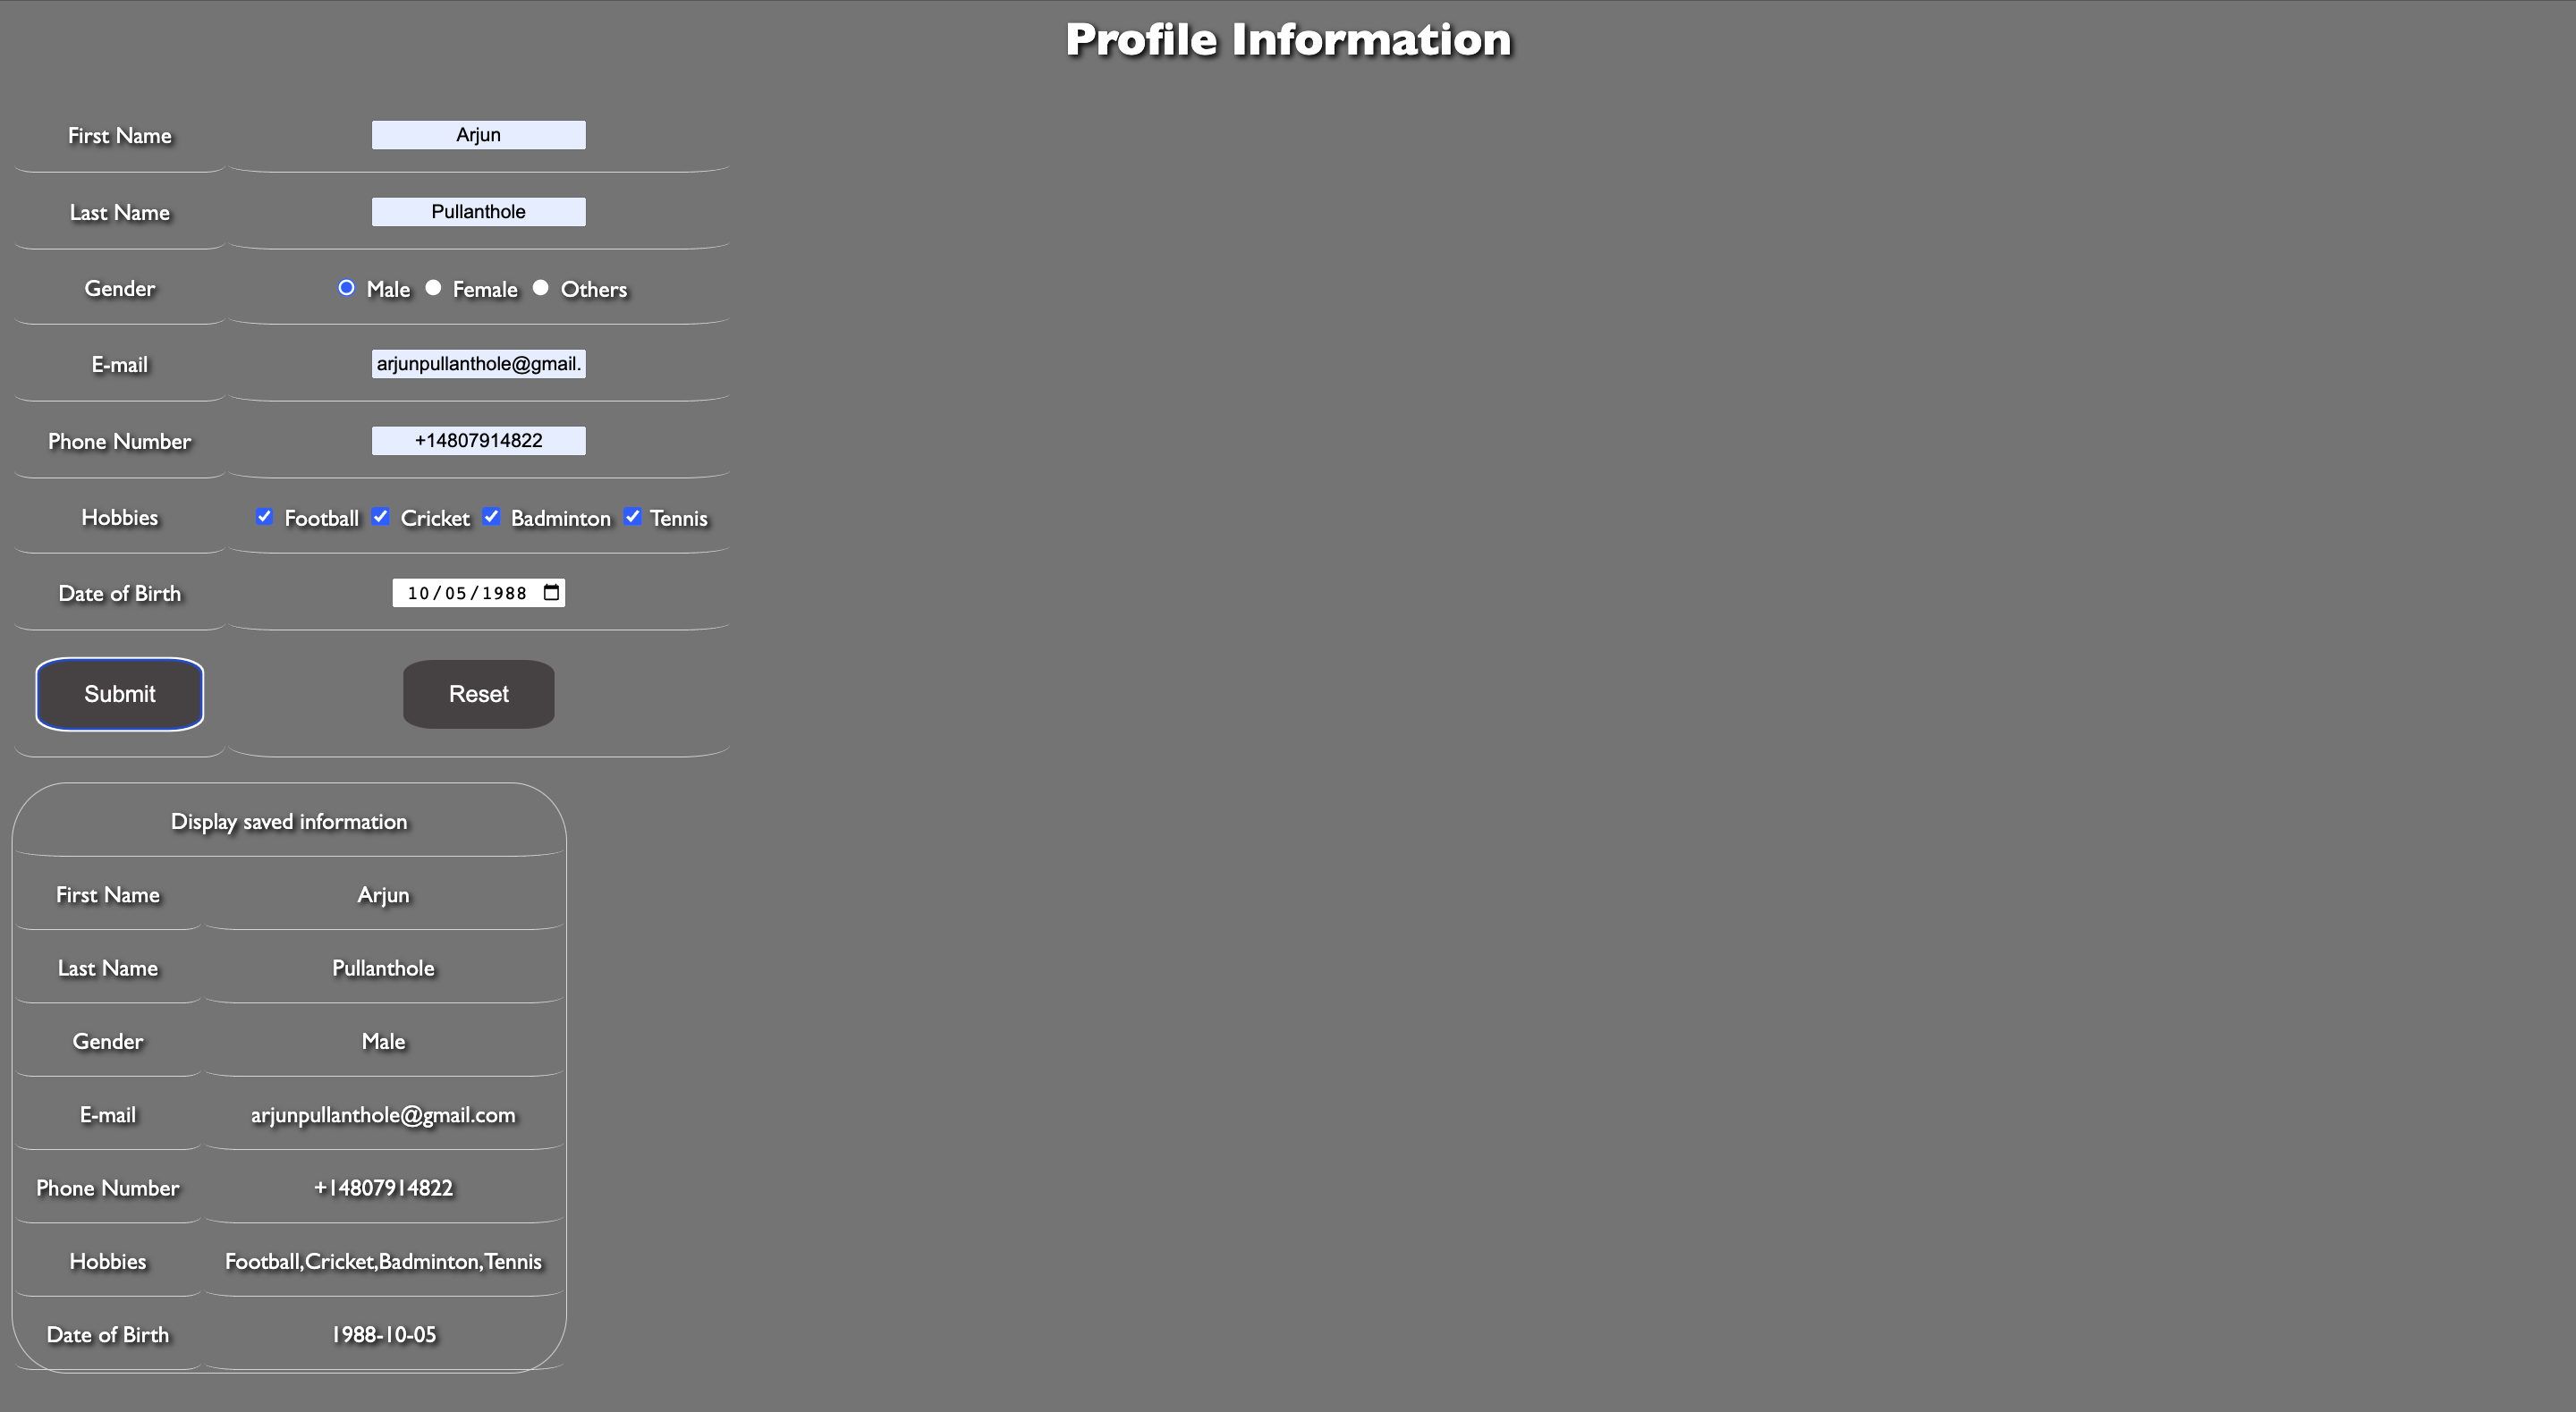 Profile Information
First Name Arjun
Last Name Pullanthole
Gender Male Female Others
E-mail arjunpullanthole@gmail.
Phone Number +14807914822
Hobbies Football Cricket Badminton Tennis
Date of Birth 10/05/1988
Submit Reset
Display saved information
First Name Arjun
Last Name Pullanthole
Gender Male
E-mail arjunpullanthole@gmail.com
Phone Number +14807914822
Hobbies Football,Cricket,Badminton,Tennis
Date of Birth 1988-10-05